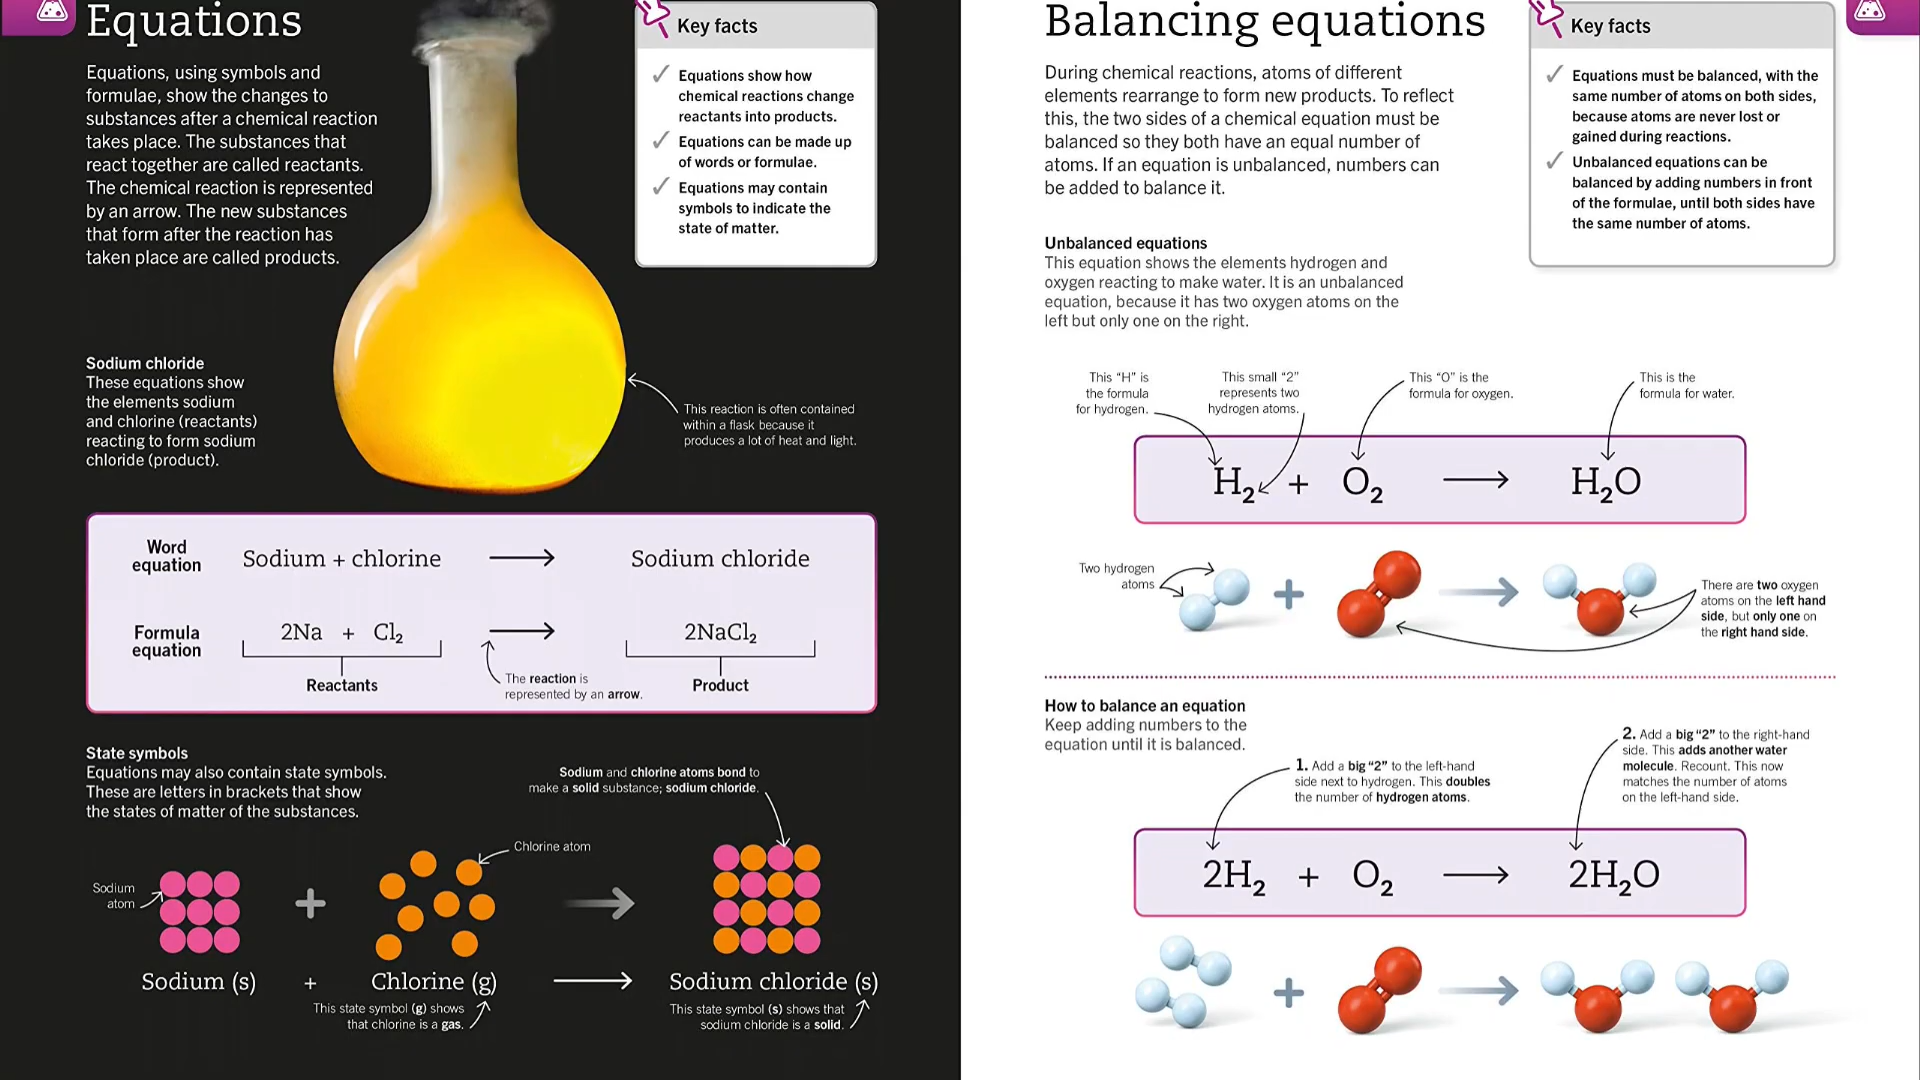 Equations
Equations, using symbols and
formulae, show the changes to
substances after a chemical reaction
takes place. The substances that
react together are called reactants.
The chemical reaction is represented
by an arrow. The new substances
that form after the reaction has
taken place are called products.
Key facts
✓ Equations show how
chemical reactions change
reactants into products.
✓ Equations can be made up
of words or formulae.
✓ Equations may contain
symbols to indicate the
state of matter.
Sodium chloride
These equations show
the elements sodium
and chlorine (reactants)
reacting to form sodium
chloride (product).
This reaction is often contained
within a flask because it
produces a lot of heat and light.
Word
equation
Sodium + chlorine ⟶ Sodium chloride
Formula
equation
2Na + Cl₂ ⟶ 2NaCl₂
Reactants
The reaction is
represented by an arrow.
Product
State symbols
Equations may also contain state symbols.
These are letters in brackets that show
the states of matter of the substances.
Sodium and chlorine atoms bond to
make a solid substance; sodium chloride.
Chlorine atom
Sodium
atom
+
Sodium (s) + Chlorine (g) ⟶ Sodium chloride (s)
This state symbol (g) shows
that chlorine is a gas.
This state symbol (s) shows that
sodium chloride is a solid.
Balancing equations
During chemical reactions, atoms of different
elements rearrange to form new products. To reflect
this, the two sides of a chemical equation must be
balanced so they both have an equal number of
atoms. If an equation is unbalanced, numbers can
be added to balance it.
Key facts
✓ Equations must be balanced, with the
same number of atoms on both sides,
because atoms are never lost or
gained during reactions.
✓ Unbalanced equations can be
balanced by adding numbers in front
of the formulae, until both sides have
the same number of atoms.
Unbalanced equations
This equation shows the elements hydrogen and
oxygen reacting to make water. It is an unbalanced
equation, because it has two oxygen atoms on the
left but only one on the right.
This "H" is
the formula
for hydrogen.
This small "2"
represents two
hydrogen atoms.
This "O" is the
formula for oxygen.
This is the
formula for water.
H₂ + O₂ ⟶ H₂O
Two hydrogen
atoms
+
There are two oxygen
atoms on the left hand
side, but only one on
the right hand side.
How to balance an equation
Keep adding numbers to the
equation until it is balanced.
1. Add a big "2" to the left-hand
side next to hydrogen. This doubles
the number of hydrogen atoms.
2. Add a big "2" to the right-hand
side. This adds another water
molecule. Recount. This now
matches the number of atoms
on the left-hand side.
2H₂ + O₂ ⟶ 2H₂O
+